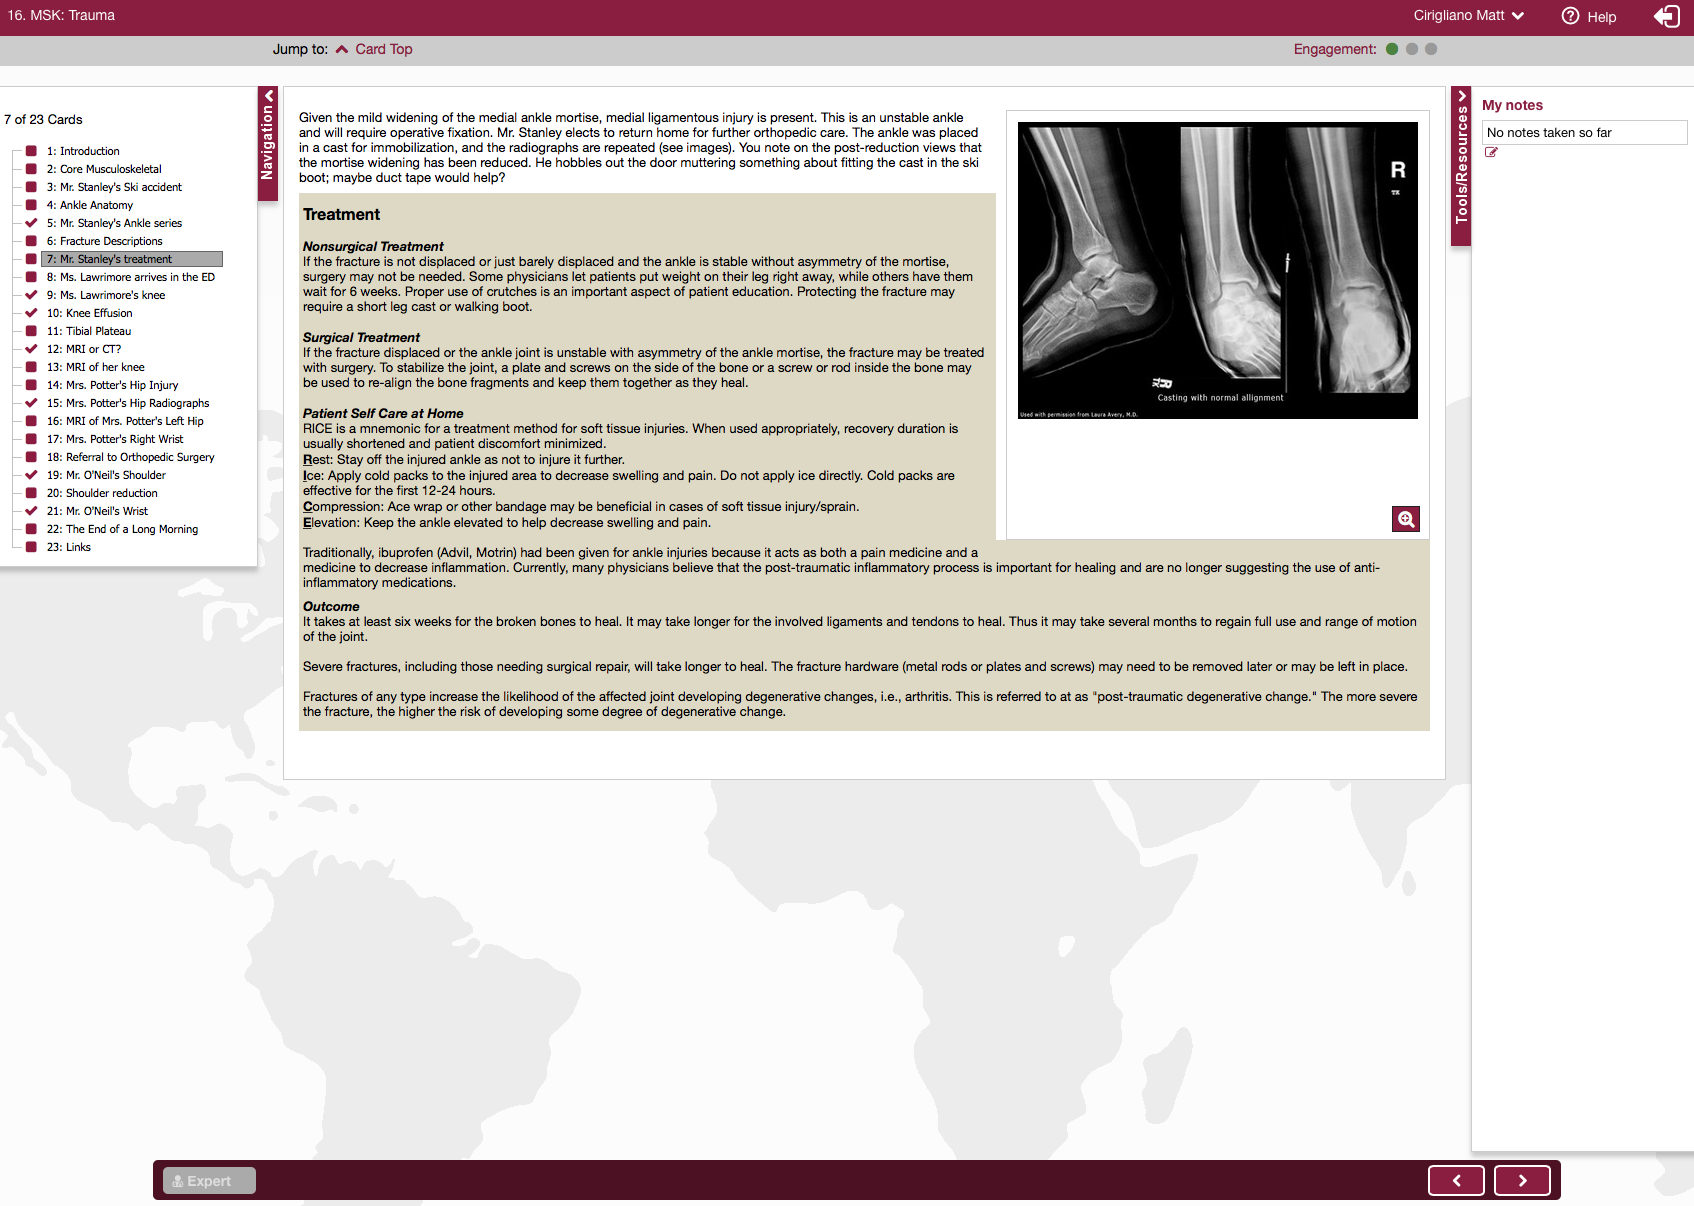 16. MSK: Trauma
Cirigliano Matt
Help
Jump to: Card Top
Engagement:
7 of 23 Cards
1: Introduction
2: Core Musculoskeletal
3: Mr. Stanley's Ski accident
4: Ankle Anatomy
5: Mr. Stanley's Ankle series
6: Fracture Descriptions
7: Mr. Stanley's treatment
8: Ms. Lawrimore arrives in the ED
9: Ms. Lawrimore's knee
10: Knee Effusion
11: Tibial Plateau
12: MRI or CT?
13: MRI of her knee
14: Mrs. Potter's Hip Injury
15: Mrs. Potter's Hip Radiographs
16: MRI of Mrs. Potter's Left Hip
17: Mrs. Potter's Right Wrist
18: Referral to Orthopedic Surgery
19: Mr. O'Neil's Shoulder
20: Shoulder reduction
21: Mr. O'Neil's Wrist
22: The End of a Long Morning
23: Links
Navigation
Given the mild widening of the medial ankle mortise, medial ligamentous injury is present. This is an unstable ankle
and will require operative fixation. Mr. Stanley elects to return home for further orthopedic care. The ankle was placed
in a cast for immobilization, and the radiographs are repeated (see images). You note on the post-reduction views that
the mortise widening has been reduced. He hobbles out the door muttering something about fitting the cast in the ski
boot; maybe duct tape would help?
Treatment
Nonsurgical Treatment
If the fracture is not displaced or just barely displaced and the ankle is stable without asymmetry of the mortise,
surgery may not be needed. Some physicians let patients put weight on their leg right away, while others have them
wait for 6 weeks. Proper use of crutches is an important aspect of patient education. Protecting the fracture may
require a short leg cast or walking boot.
Surgical Treatment
If the fracture displaced or the ankle joint is unstable with asymmetry of the ankle mortise, the fracture may be treated
with surgery. To stabilize the joint, a plate and screws on the side of the bone or a screw or rod inside the bone may
be used to re-align the bone fragments and keep them together as they heal.
Patient Self Care at Home
RICE is a mnemonic for a treatment method for soft tissue injuries. When used appropriately, recovery duration is
usually shortened and patient discomfort minimized.
Rest: Stay off the injured ankle as not to injure it further.
Ice: Apply cold packs to the injured area to decrease swelling and pain. Do not apply ice directly. Cold packs are
effective for the first 12-24 hours.
Compression: Ace wrap or other bandage may be beneficial in cases of soft tissue injury/sprain.
Elevation: Keep the ankle elevated to help decrease swelling and pain.
Traditionally, ibuprofen (Advil, Motrin) had been given for ankle injuries because it acts as both a pain medicine and a
medicine to decrease inflammation. Currently, many physicians believe that the post-traumatic inflammatory process is important for healing and are no longer suggesting the use of anti-
inflammatory medications.
Outcome
It takes at least six weeks for the broken bones to heal. It may take longer for the involved ligaments and tendons to heal. Thus it may take several months to regain full use and range of motion
of the joint.
Severe fractures, including those needing surgical repair, will take longer to heal. The fracture hardware (metal rods or plates and screws) may need to be removed later or may be left in place.
Fractures of any type increase the likelihood of the affected joint developing degenerative changes, i.e., arthritis. This is referred to at as "post-traumatic degenerative change." The more severe
the fracture, the higher the risk of developing some degree of degenerative change.
R
Casting with normal allignment
Used with permission from Laura Avery, M.D.
Tools/Resources
My notes
No notes taken so far
Expert